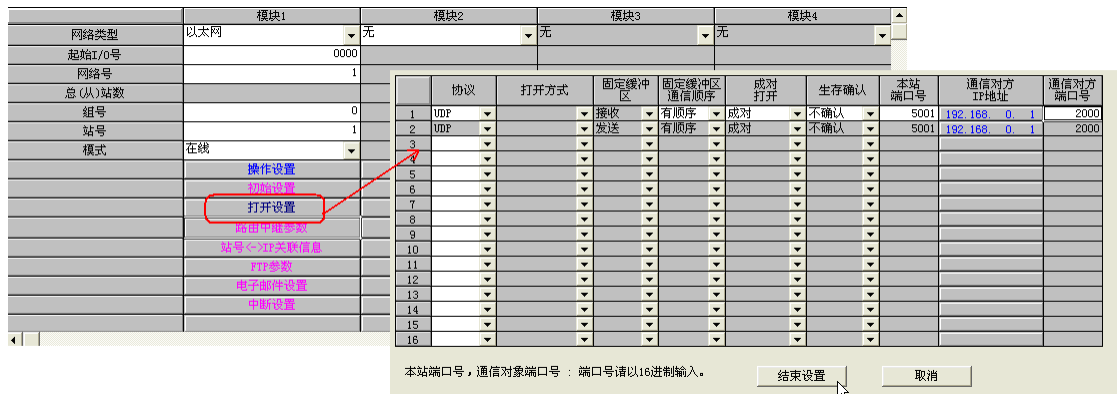 模块1 模块2 模块3 模块4
网络类型 以太网 无 无 无
起始I/O号 0000
网络号 1
总(从)站数
组号 0
站号 1
模式 在线
操作设置
初始设置
打开设置
路由中继参数
站号<->IP关联信息
FTP参数
电子邮件设置
中断设置
协议 打开方式 固定缓冲区 固定缓冲区通信顺序 成对打开 生存确认 本站端口号 通信对方IP地址 通信对方端口号
1 UDP 接收 有顺序 成对 不确认 5001 192.168. 0. 1 2000
2 UDP 发送 有顺序 成对 不确认 5001 192.168. 0. 1 2000
3
4
5
6
7
8
9
10
11
12
13
14
15
16
本站端口号,通信对象端口号 : 端口号请以16进制输入。
结束设置 取消